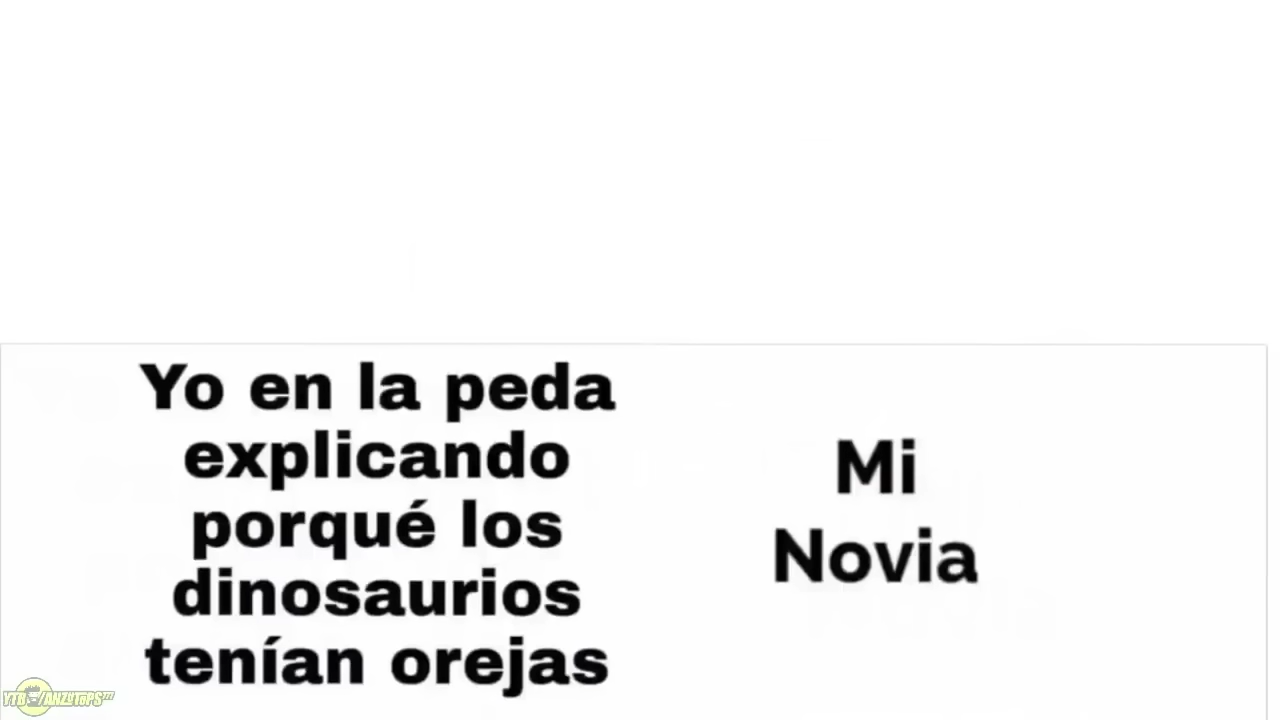 Yo en la peda
explicando
porqué los
dinosaurios
tenían orejas
Mi
Novia